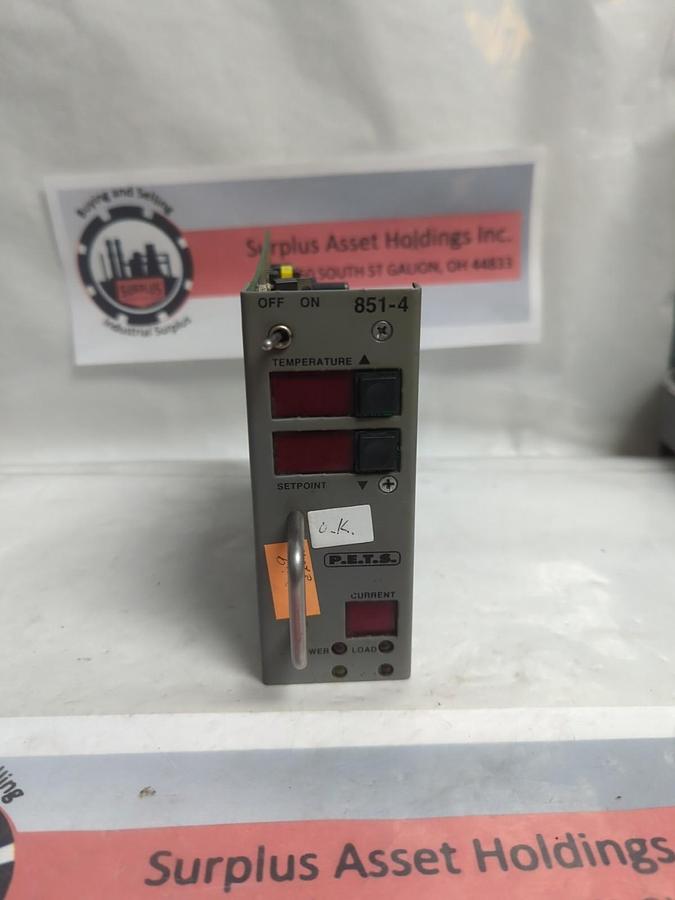 Buying and Selling
Surplus Asset Holdings Inc.
SOUTH ST GALION, OH 44833
SURPLUS
Industrial Surplus
OFF ON 851-4
TEMPERATURE ▲
SETPOINT ▼
O.K.
P.E.T.S.
CURRENT
WER LOAD
Surplus Asset Holdings